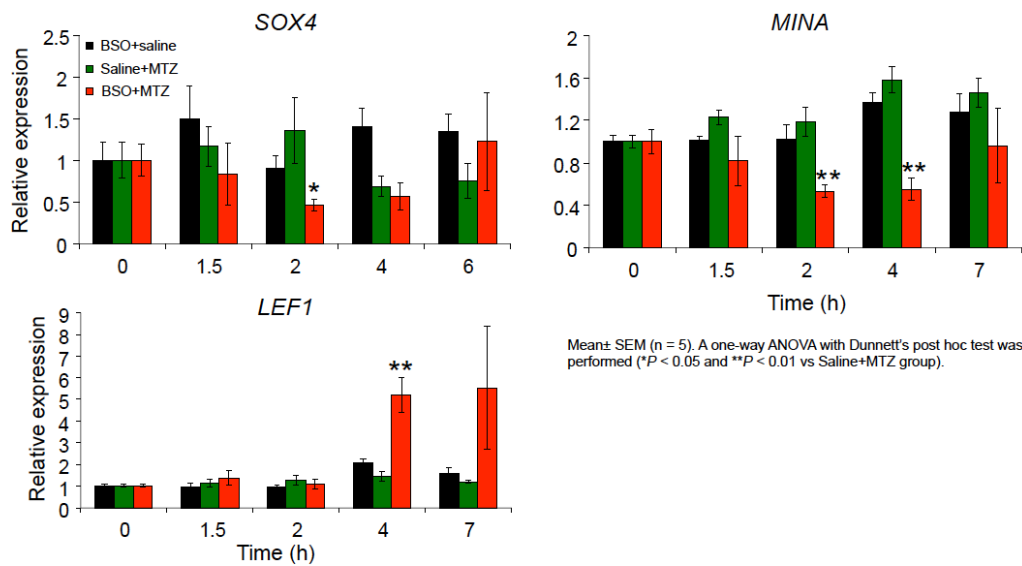 SOX4
2.5
2
1.5
1
0.5
0
Relative expression
BSO+saline
Saline+MTZ
BSO+MTZ
*
0 1.5 2 4 6
MINA
2
1.6
1.2
0.8
0.4
0
** **
0 1.5 2 4 7
Time (h)
LEF1
9
8
7
6
5
4
3
2
1
0
Relative expression
**
0 1.5 2 4 7
Time (h)
Mean± SEM (n = 5). A one-way ANOVA with Dunnett's post hoc test was
performed (*P < 0.05 and **P < 0.01 vs Saline+MTZ group).